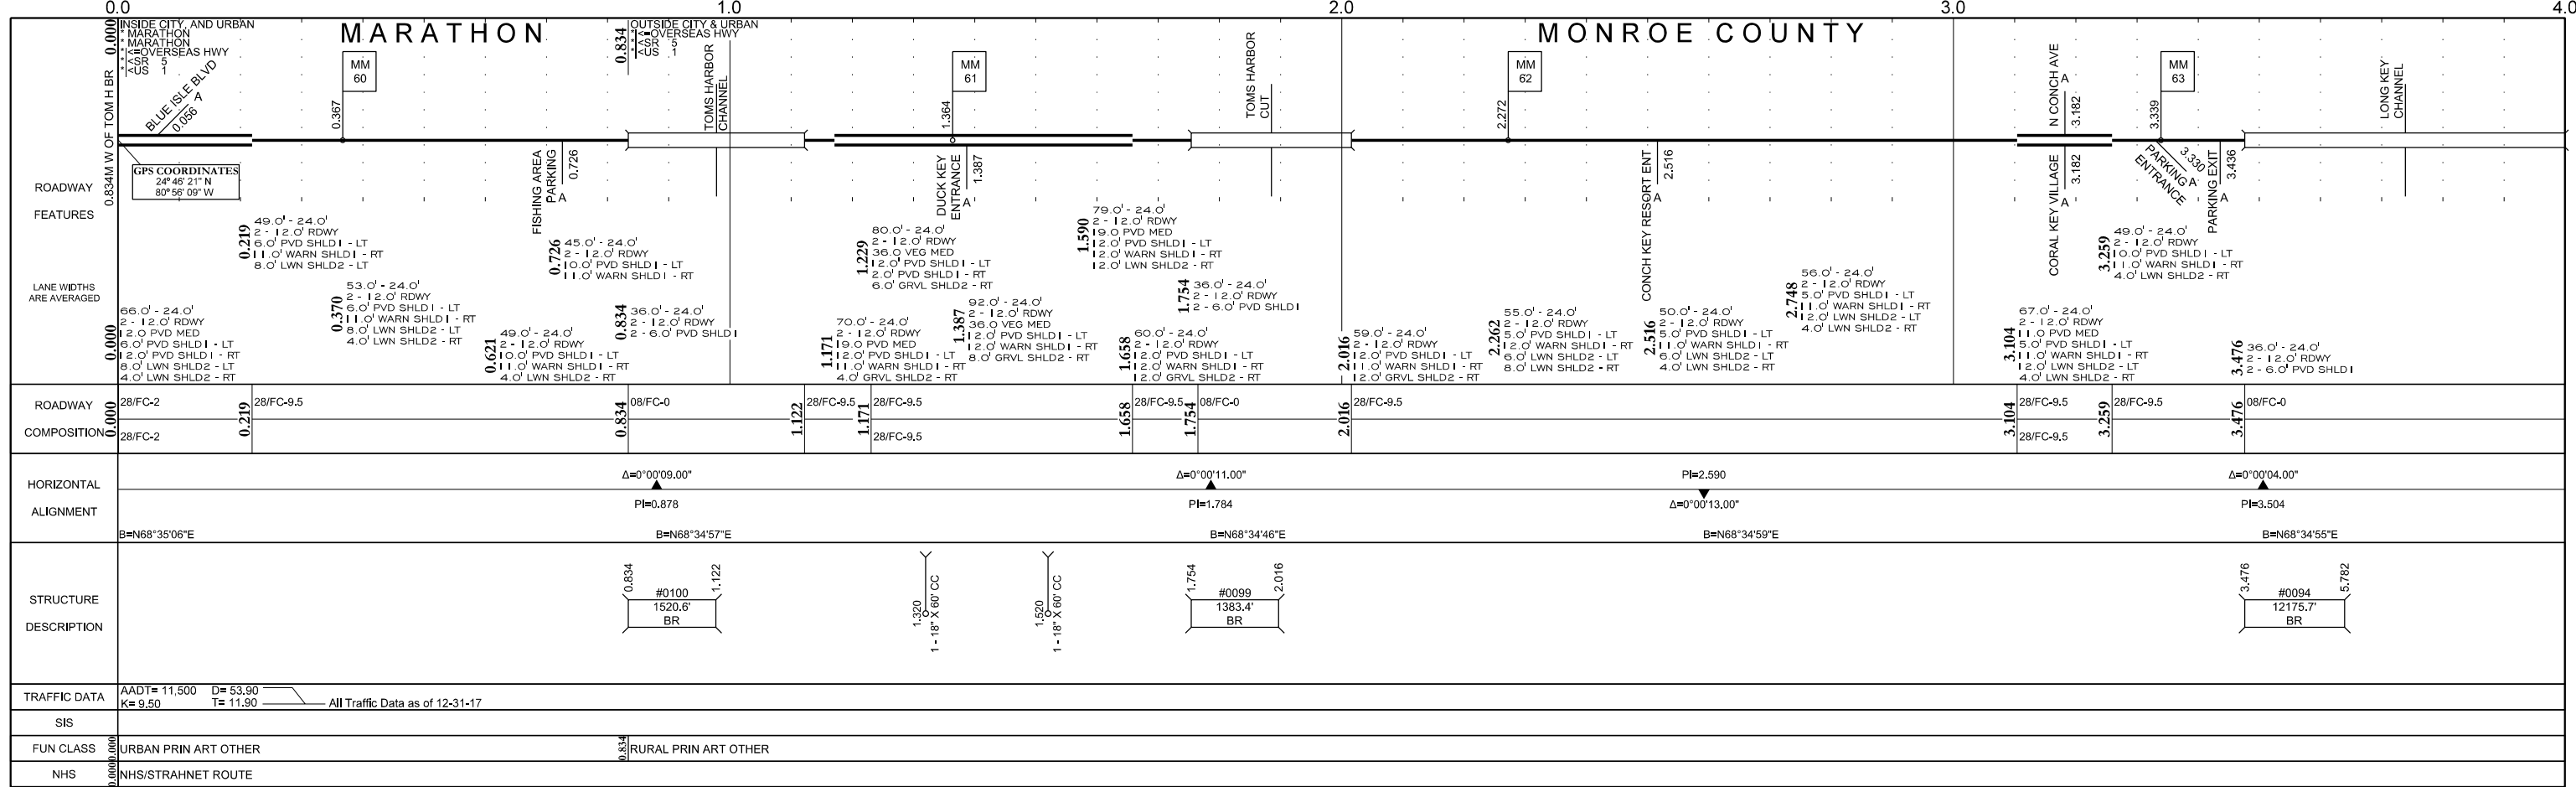 0.0
1.0
2.0
3.0
4.0
MARATHON
MONROE COUNTY
0.000
INSIDE CITY, AND URBAN
* MARATHON
* MARATHON
* <=OVERSEAS HWY
* <SR 5
* <US 1
0.834
OUTSIDE CITY & URBAN
* <=OVERSEAS HWY
* <SR 5
* <US 1
0.834M W OF TOM H BR
BLUE ISLE BLVD
0.056
A
MM
60
0.367
TOMS HARBOR
CHANNEL
MM
61
1.364
TOMS HARBOR
CUT
MM
62
2.272
N CONCH AVE
A
3.182
MM
63
3.339
LONG KEY
CHANNEL
GPS COORDINATES
24° 46' 21" N
80° 56' 09" W
FISHING AREA
PARKING
0.726
A
DUCK KEY
ENTRANCE
1.387
A
CONCH KEY RESORT ENT
2.516
A
CORAL KEY VILLAGE
3.182
A
PARKING
ENTRANCE
3.330
A
PARKING EXIT
3.436
A
ROADWAY
FEATURES
LANE WIDTHS
ARE AVERAGED
0.000
66.0' - 24.0'
2 - 12.0' RDWY
12.0 PVD MED
6.0' PVD SHLD1 - LT
12.0' PVD SHLD1 - RT
8.0' LWN SHLD2 - LT
4.0' LWN SHLD2 - RT
0.219
49.0' - 24.0'
2 - 12.0' RDWY
6.0' PVD SHLD1 - LT
11.0' WARN SHLD1 - RT
8.0' LWN SHLD2 - LT
0.370
53.0' - 24.0'
2 - 12.0' RDWY
6.0' PVD SHLD1 - LT
11.0' WARN SHLD1 - RT
8.0' LWN SHLD2 - LT
4.0' LWN SHLD2 - RT
0.621
49.0' - 24.0'
2 - 12.0' RDWY
10.0' PVD SHLD1 - LT
11.0' WARN SHLD1 - RT
4.0' LWN SHLD2 - RT
0.726
45.0' - 24.0'
2 - 12.0' RDWY
10.0' PVD SHLD1 - LT
11.0' WARN SHLD1 - RT
0.834
36.0' - 24.0'
2 - 12.0' RDWY
2 - 6.0' PVD SHLD1
1.171
70.0' - 24.0'
2 - 12.0' RDWY
19.0 PVD MED
12.0' PVD SHLD1 - LT
11.0' WARN SHLD1 - RT
4.0' GRVL SHLD2 - RT
1.229
80.0' - 24.0'
2 - 12.0' RDWY
36.0 VEG MED
12.0' PVD SHLD1 - LT
2.0' PVD SHLD1 - RT
6.0' GRVL SHLD2 - RT
1.387
92.0' - 24.0'
2 - 12.0' RDWY
36.0 VEG MED
12.0' PVD SHLD1 - LT
12.0' WARN SHLD1 - RT
8.0' GRVL SHLD2 - RT
1.590
79.0' - 24.0'
2 - 12.0' RDWY
19.0 PVD MED
12.0' PVD SHLD1 - LT
12.0' WARN SHLD1 - RT
12.0' LWN SHLD2 - RT
1.658
60.0' - 24.0'
2 - 12.0' RDWY
12.0' PVD SHLD1 - LT
12.0' WARN SHLD1 - RT
12.0' GRVL SHLD2 - RT
1.754
36.0' - 24.0'
2 - 12.0' RDWY
2 - 6.0' PVD SHLD1
2.016
59.0' - 24.0'
2 - 12.0' RDWY
12.0' PVD SHLD1 - LT
11.0' WARN SHLD1 - RT
12.0' GRVL SHLD2 - RT
2.262
55.0' - 24.0'
2 - 12.0' RDWY
5.0' PVD SHLD1 - LT
12.0' WARN SHLD1 - RT
6.0' LWN SHLD2 - LT
8.0' LWN SHLD2 - RT
2.516
50.0' - 24.0'
2 - 12.0' RDWY
5.0' PVD SHLD1 - LT
11.0' WARN SHLD1 - RT
6.0' LWN SHLD2 - LT
4.0' LWN SHLD2 - RT
2.748
56.0' - 24.0'
2 - 12.0' RDWY
5.0' PVD SHLD1 - LT
11.0' WARN SHLD1 - RT
12.0' LWN SHLD2 - LT
4.0' LWN SHLD2 - RT
3.104
67.0' - 24.0'
2 - 12.0' RDWY
11.0 PVD MED
5.0' PVD SHLD1 - LT
11.0' WARN SHLD1 - RT
12.0' LWN SHLD2 - LT
4.0' LWN SHLD2 - RT
3.259
49.0' - 24.0'
2 - 12.0' RDWY
10.0' PVD SHLD1 - LT
11.0' WARN SHLD1 - RT
4.0' LWN SHLD2 - RT
3.476
36.0' - 24.0'
2 - 12.0' RDWY
2 - 6.0' PVD SHLD1
ROADWAY
COMPOSITION
0.000
28/FC-2
28/FC-2
0.219
28/FC-9.5
0.834
08/FC-0
1.122
28/FC-9.5
1.171
28/FC-9.5
28/FC-9.5
1.658
28/FC-9.5
1.754
08/FC-0
2.016
28/FC-9.5
3.104
28/FC-9.5
28/FC-9.5
3.259
28/FC-9.5
3.476
08/FC-0
HORIZONTAL
ALIGNMENT
Δ=0°00'09.00"
PI=0.878
Δ=0°00'11.00"
PI=1.784
PI=2.590
Δ=0°00'13.00"
Δ=0°00'04.00"
PI=3.504
B=N68°35'06"E
B=N68°34'57"E
B=N68°34'46"E
B=N68°34'59"E
B=N68°34'55"E
STRUCTURE
DESCRIPTION
0.834
1.122
#0100
1520.6'
BR
1.320
1 - 18" X 60' CC
1.520
1 - 18" X 60' CC
1.754
2.016
#0099
1383.4'
BR
3.476
5.782
#0094
12175.7'
BR
TRAFFIC DATA
AADT= 11,500 D= 53.90
K= 9.50 T= 11.90
All Traffic Data as of 12-31-17
SIS
FUN CLASS
0.000
URBAN PRIN ART OTHER
0.834
RURAL PRIN ART OTHER
NHS
0.000
NHS/STRAHNET ROUTE